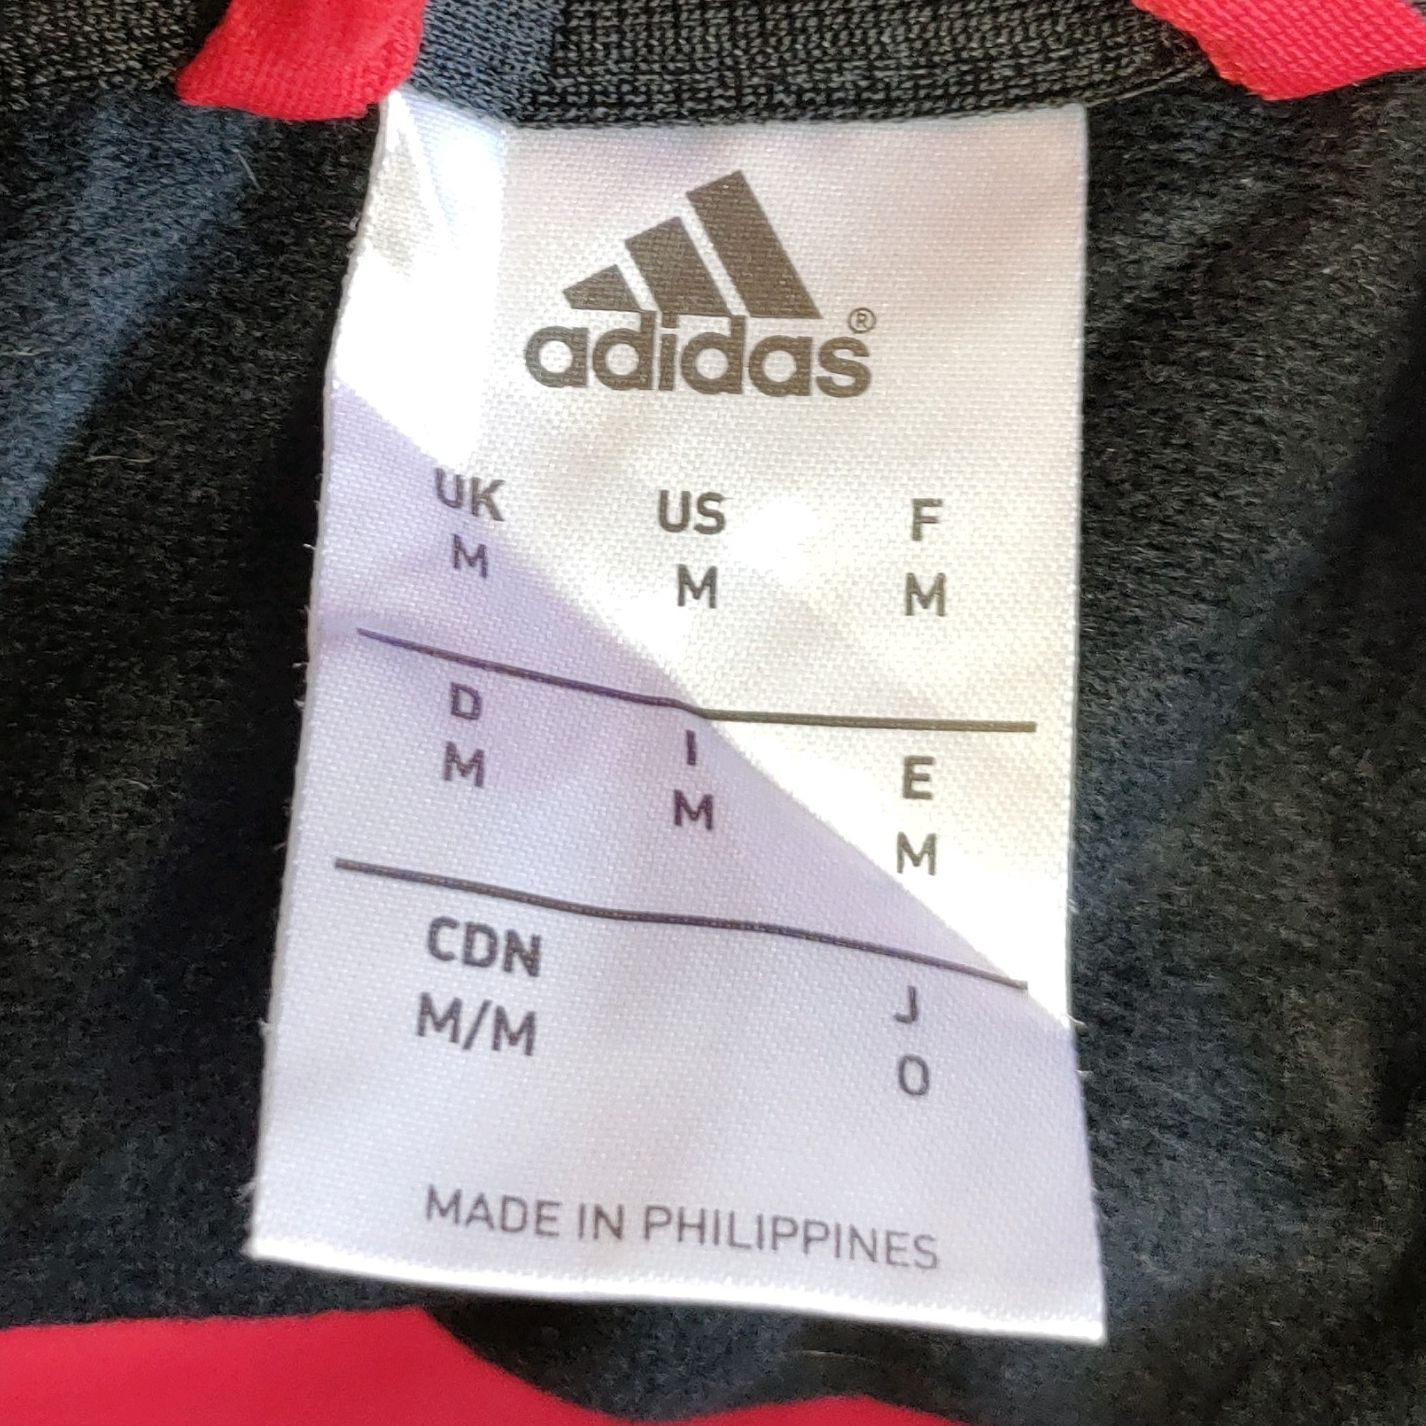 adidas®
UK US F
M M M
D I E
M M M
CDN J
M/M O
MADE IN PHILIPPINES